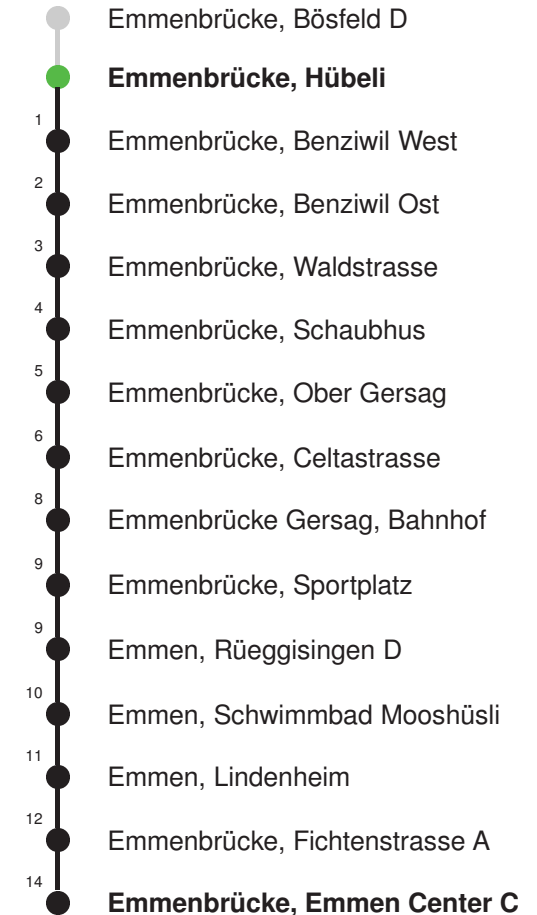 Emmenbrücke, Bösfeld D
Emmenbrücke, Hübeli
1 Emmenbrücke, Benziwil West
2 Emmenbrücke, Benziwil Ost
3 Emmenbrücke, Waldstrasse
4 Emmenbrücke, Schaubhus
5 Emmenbrücke, Ober Gersag
6 Emmenbrücke, Celtastrasse
8 Emmenbrücke Gersag, Bahnhof
9 Emmenbrücke, Sportplatz
9 Emmen, Rüeggisingen D
10 Emmen, Schwimmbad Mooshüsli
11 Emmen, Lindenheim
12 Emmenbrücke, Fichtenstrasse A
14 Emmenbrücke, Emmen Center C